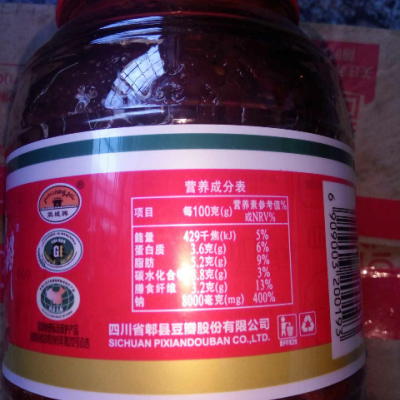 营养成分表
项目 每100克(g) 营养素参考值%或NRV%
能量 429千焦(kJ) 5%
蛋白质 3.6克(g) 6%
脂肪 5.2克(g) 9%
碳水化合物 8.8克(g) 3%
膳食纤维 3.2克(g) 13%
钠 8000毫克(mg) 400%
四川省郫县豆瓣股份有限公司
SICHUAN PIXIANDOUBAN CO.,LTD.
GI